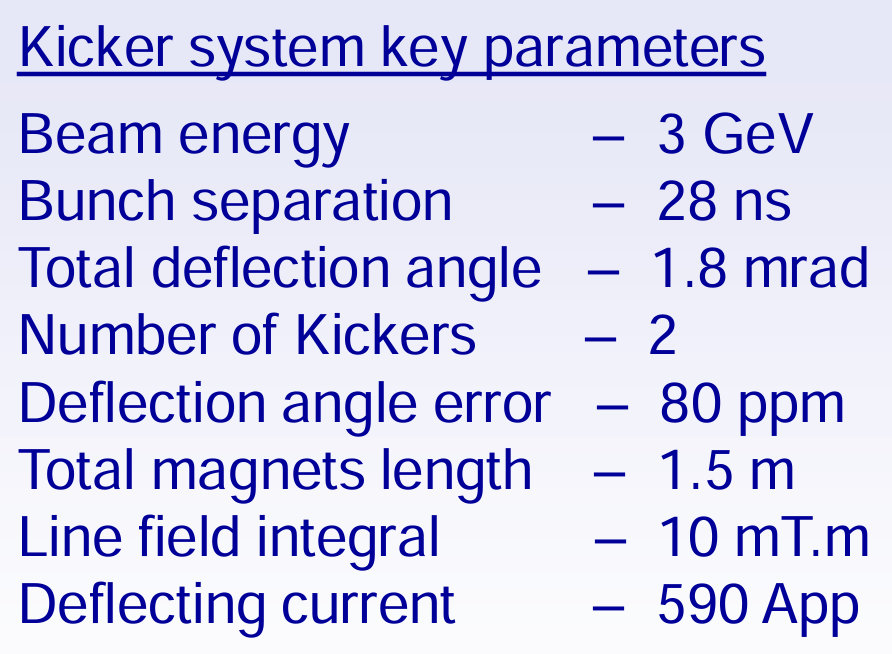 Kicker system key parameters
Beam energy – 3 GeV
Bunch separation – 28 ns
Total deflection angle – 1.8 mrad
Number of Kickers – 2
Deflection angle error – 80 ppm
Total magnets length – 1.5 m
Line field integral – 10 mT.m
Deflecting current – 590 App